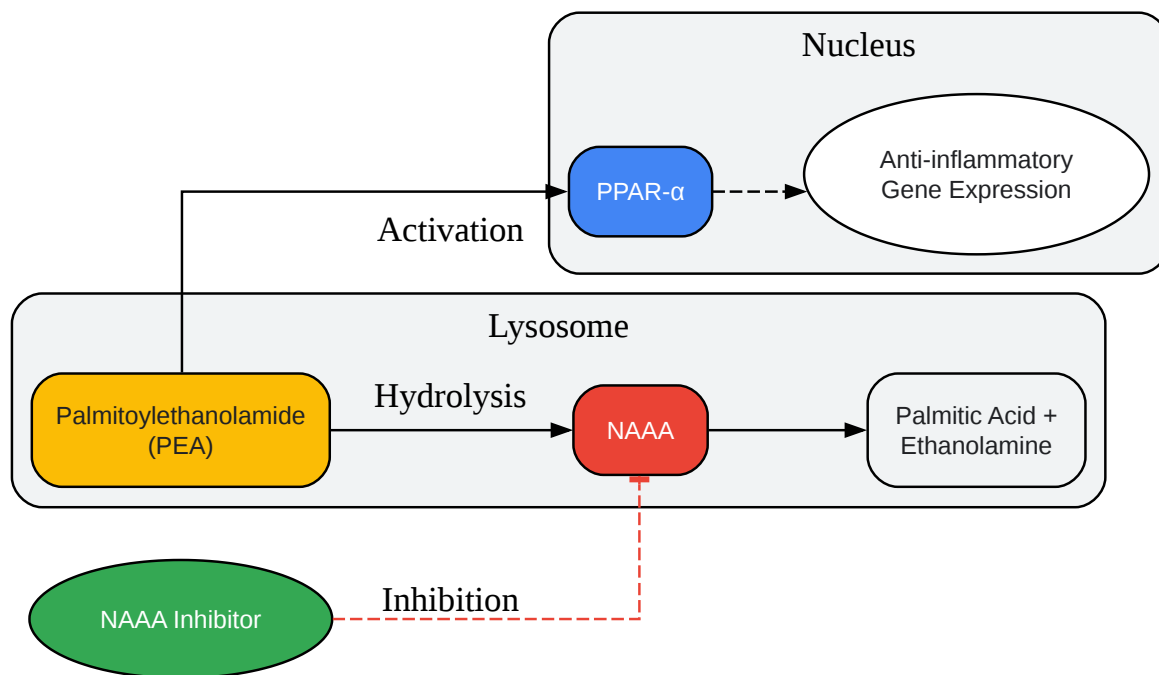 Nucleus
Anti-inflammatory
Gene Expression
PPAR-α
Activation
Lysosome
Palmitoylethanolamide
(PEA)
Hydrolysis
NAAA
Palmitic Acid +
Ethanolamine
NAAA Inhibitor
Inhibition